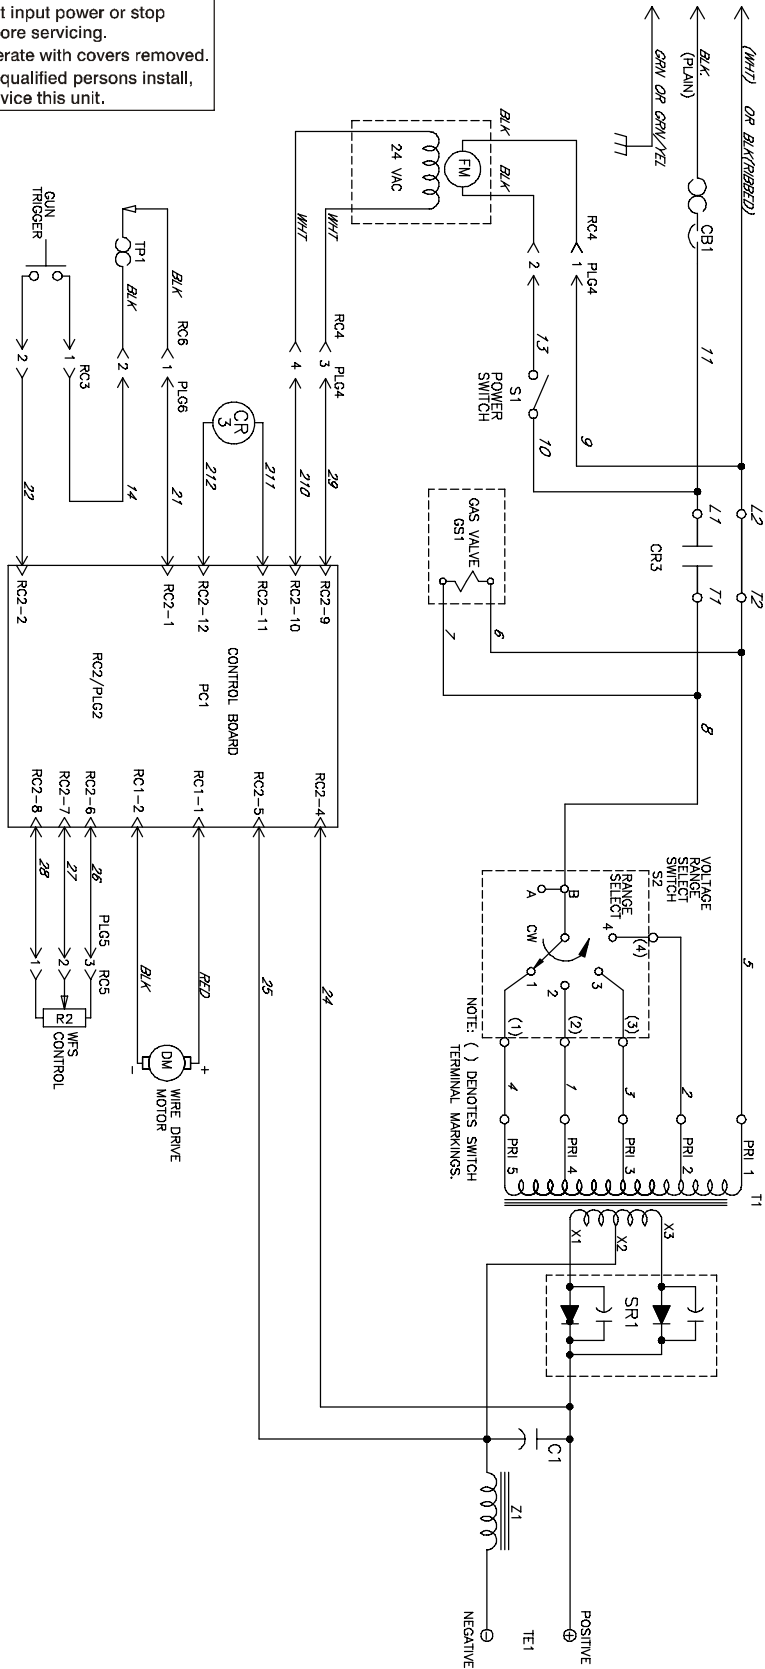 t input power or stop
ore servicing.
erate with covers removed.
qualified persons install,
vice this unit.
GRN OR GRN/YEL
BLK
(PLAIN)
(WHT) OR BLK(RIBBED)
CB1
11
24 VAC
FM
BLK
BLK
WHT
WHT
RC4
1
PLG4
2
13
S1
POWER
SWITCH
10
9
RC4
3
PLG4
4
29
210
GUN
TRIGGER
TP1
BLK
BLK
RC6
1
PLG6
2
1
RC3
2
22
14
21
CR
3
212
211
GAS VALVE
GS1
7
6
L1
L2
CR3
T1
T2
8
RC2-2
RC2-1
RC2-12
RC2-11
RC2-10
RC2-9
CONTROL BOARD
PC1
RC2/PLG2
RC2-8
RC2-7
RC2-6
RC1-2
RC1-1
RC2-5
RC2-4
28
27
26
PLG5
1
2
3
RC5
R2
WFS
CONTROL
BLK
RED
DM
-
+
WIRE DRIVE
MOTOR
25
24
VOLTAGE
RANGE
SELECT
SWITCH
S2
RANGE
SELECT
A
B
CW
1
2
3
4
(4)
(1)
(2)
(3)
NOTE: ( ) DENOTES SWITCH
TERMINAL MARKINGS.
5
4
1
3
2
PRI 5
PRI 4
PRI 3
PRI 2
PRI 1
T1
X1
X2
X3
SR1
C1
Z1
POSITIVE
+
TE1
-
NEGATIVE